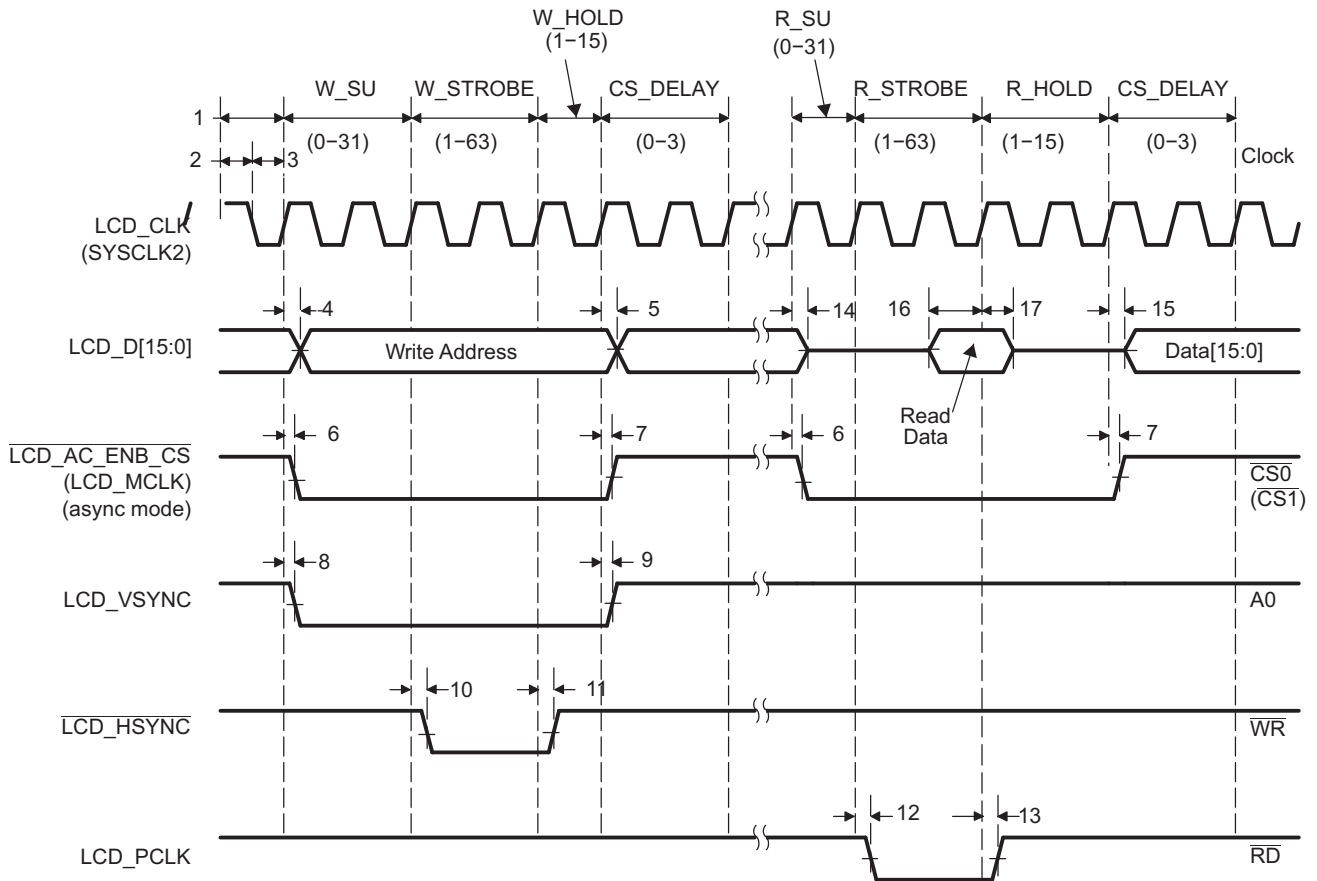 W_HOLD
(1−15)
R_SU
(0−31)
W_SU
W_STROBE
CS_DELAY
R_STROBE
R_HOLD
CS_DELAY
1
(0−31)
(1−63)
(0−3)
(1−63)
(1−15)
(0−3)
Clock
2
3
LCD_CLK
(SYSCLK2)
4
5
14
16
17
15
LCD_D[15:0]
Write Address
Data[15:0]
Read
Data
6
7
6
7
LCD_AC_ENB_CS
(LCD_MCLK)
(async mode)
CS0
(CS1)
8
9
LCD_VSYNC
A0
10
11
LCD_HSYNC
WR
12
13
LCD_PCLK
RD